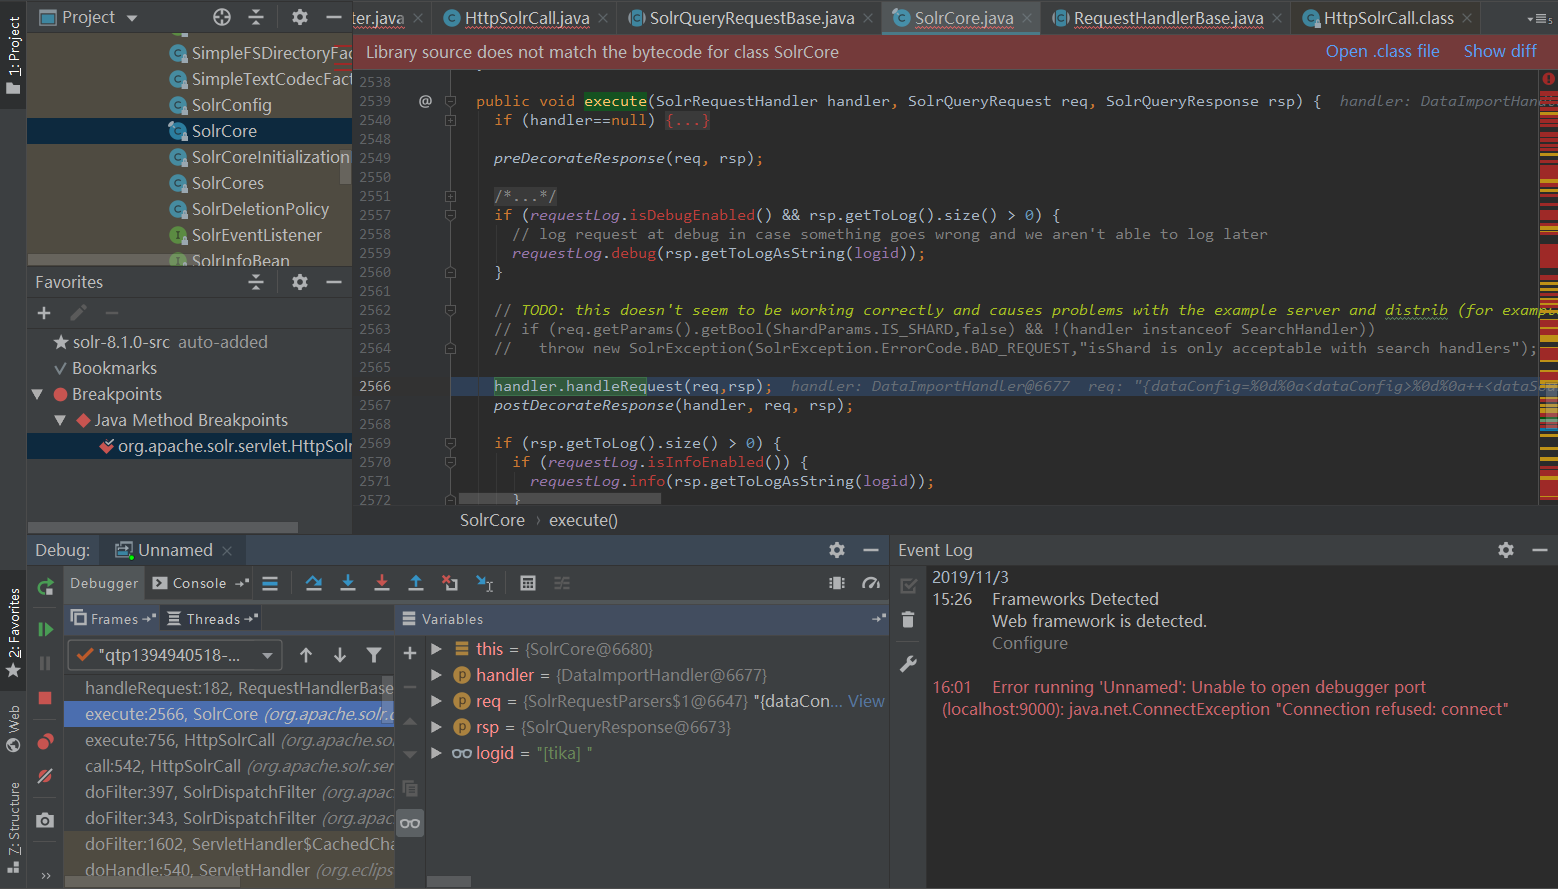 1: Project
Project
ter.java
HttpSolrCall.java
SolrQueryRequestBase.java
SolrCore.java
RequestHandlerBase.java
HttpSolrCall.class
Library source does not match the bytecode for class SolrCore
Open .class file
Show diff
SimpleFSDirectoryFac
SimpleTextCodecFact
SolrConfig
SolrCore
SolrCoreInitialization
SolrCores
SolrDeletionPolicy
SolrEventListener
SolrInfoBean
Favorites
solr-8.1.0-src auto-added
Bookmarks
Breakpoints
Java Method Breakpoints
org.apache.solr.servlet.HttpSolr
2538
2539 @ public void execute(SolrRequestHandler handler, SolrQueryRequest req, SolrQueryResponse rsp) { handler: DataImportHandl
2540 if (handler==null) {...}
2548
2549 preDecorateResponse(req, rsp);
2550
2551 /*...*/
2557 if (requestLog.isDebugEnabled() && rsp.getToLog().size() > 0) {
2558 // log request at debug in case something goes wrong and we aren't able to log later
2559 requestLog.debug(rsp.getToLogAsString(logid));
2560 }
2561
2562 // TODO: this doesn't seem to be working correctly and causes problems with the example server and distrib (for exampl
2563 // if (req.getParams().getBool(ShardParams.IS_SHARD,false) && !(handler instanceof SearchHandler))
2564 //   throw new SolrException(SolrException.ErrorCode.BAD_REQUEST,"isShard is only acceptable with search handlers");
2565
2566 handler.handleRequest(req,rsp); handler: DataImportHandler@6677 req: "{dataConfig=%0d%0a<dataConfig>%0d%0a++<dataSo
2567 postDecorateResponse(handler, req, rsp);
2568
2569 if (rsp.getToLog().size() > 0) {
2570 if (requestLog.isInfoEnabled()) {
2571 requestLog.info(rsp.getToLogAsString(logid));
2572 }
SolrCore › execute()
Debug: Unnamed
Debugger
Console
Frames
Threads
"qtp1394940518-...
handleRequest:182, RequestHandlerBase
execute:2566, SolrCore (org.apache.solr.c
execute:756, HttpSolrCall (org.apache.so
call:542, HttpSolrCall (org.apache.solr.ser
doFilter:397, SolrDispatchFilter (org.apac
doFilter:343, SolrDispatchFilter (org.apac
doFilter:1602, ServletHandler$CachedCha
doHandle:540, ServletHandler (org.eclips
Variables
this = {SolrCore@6680}
handler = {DataImportHandler@6677}
req = {SolrRequestParsers$1@6647} "{dataCon... View
rsp = {SolrQueryResponse@6673}
logid = "[tika] "
Event Log
2019/11/3
15:26 Frameworks Detected
Web framework is detected.
Configure
16:01 Error running 'Unnamed': Unable to open debugger port
(localhost:9000): java.net.ConnectException "Connection refused: connect"
2: Favorites
Web
7: Structure